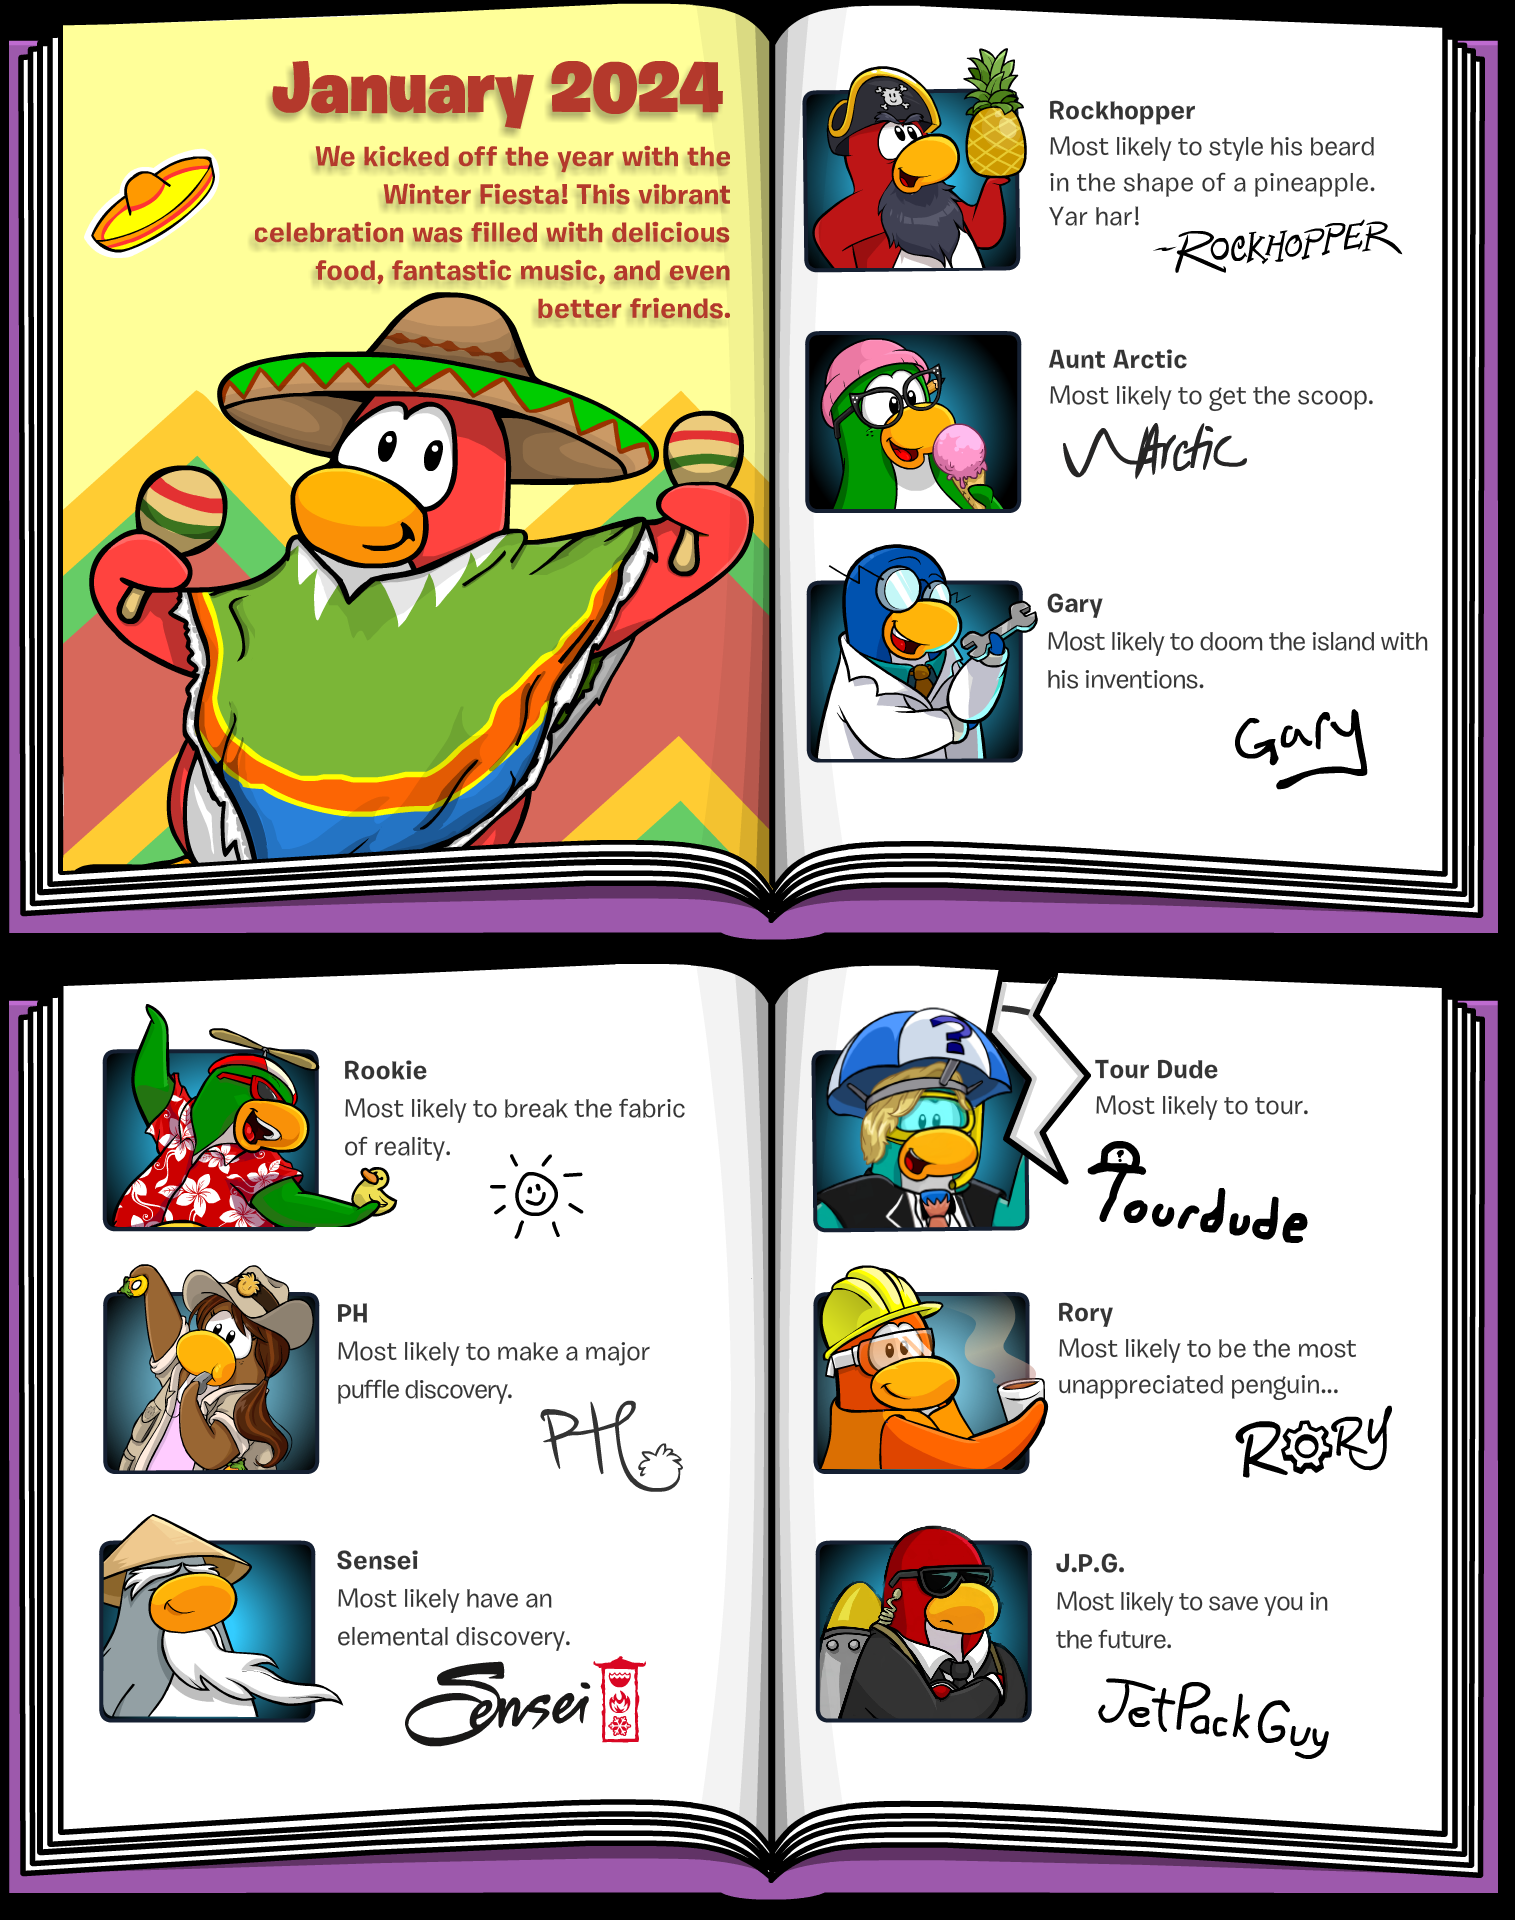 January 2024
We kicked off the year with the
Winter Fiesta! This vibrant
celebration was filled with delicious
food, fantastic music, and even
better friends.
Rockhopper
Most likely to style his beard
in the shape of a pineapple.
Yar har!
~ROCKHOPPER
Aunt Arctic
Most likely to get the scoop.
Arctic
Gary
Most likely to doom the island with
his inventions.
Gary
Rookie
Most likely to break the fabric
of reality.
PH
Most likely to make a major
puffle discovery.
PH
Sensei
Most likely have an
elemental discovery.
Sensei
?
Tour Dude
Most likely to tour.
?
Tourdude
Rory
Most likely to be the most
unappreciated penguin...
RORY
J.P.G.
Most likely to save you in
the future.
JetPackGuy